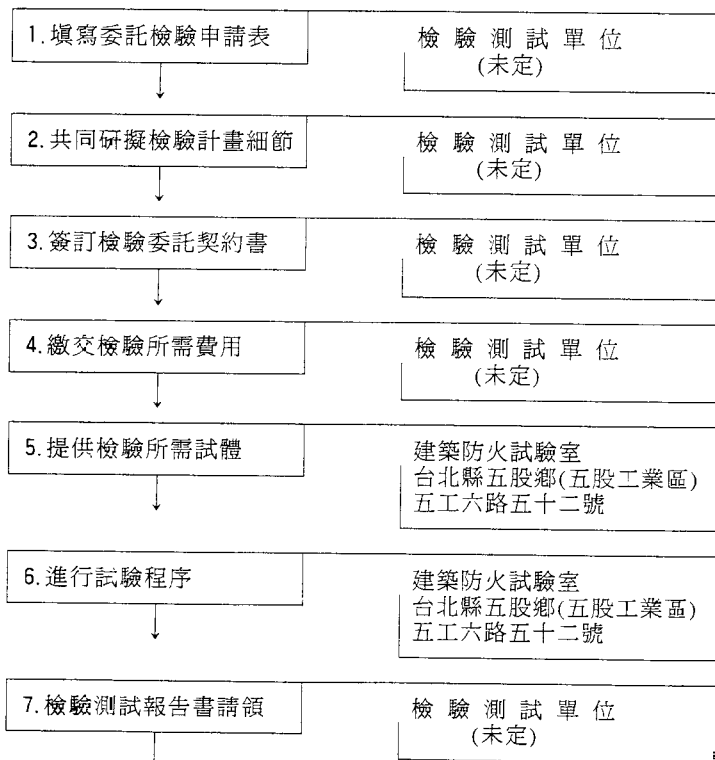 1.填寫委託檢驗申請表
檢驗測試單位
(未定)
2.共同研擬檢驗計畫細節
檢驗測試單位
(未定)
3.簽訂檢驗委託契約書
檢驗測試單位
(未定)
4.繳交檢驗所需費用
檢驗測試單位
(未定)
5.提供檢驗所需試體
建築防火試驗室
台北縣五股鄉(五股工業區)
五工六路五十二號
6.進行試驗程序
建築防火試驗室
台北縣五股鄉(五股工業區)
五工六路五十二號
7.檢驗測試報告書請領
檢驗測試單位
(未定)